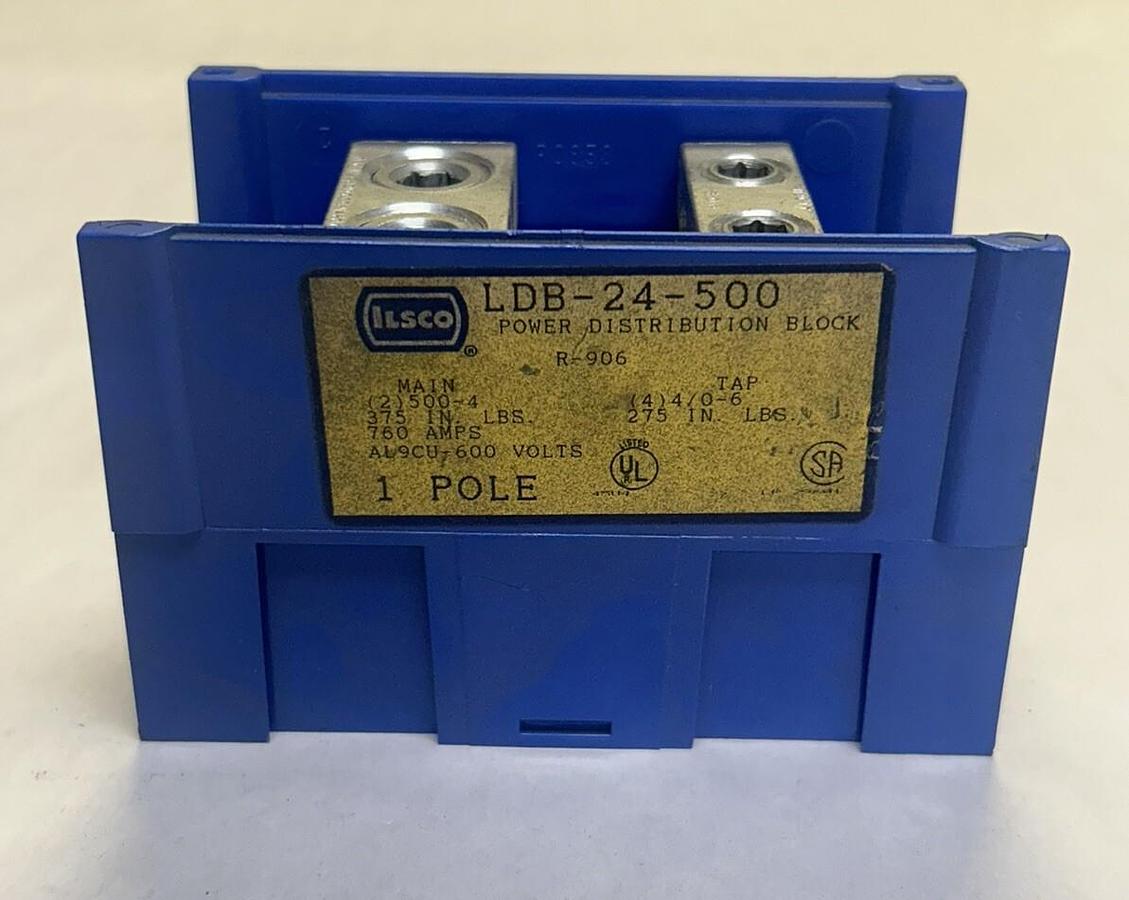 ILSCO
®
LDB-24-500
POWER DISTRIBUTION BLOCK
R-906
MAIN
(2)500-4
375 IN. LBS.
760 AMPS
AL9CU-600 VOLTS
1 POLE
TAP
(4)4/0-6
275 IN. LBS.
LISTED
UL
SA